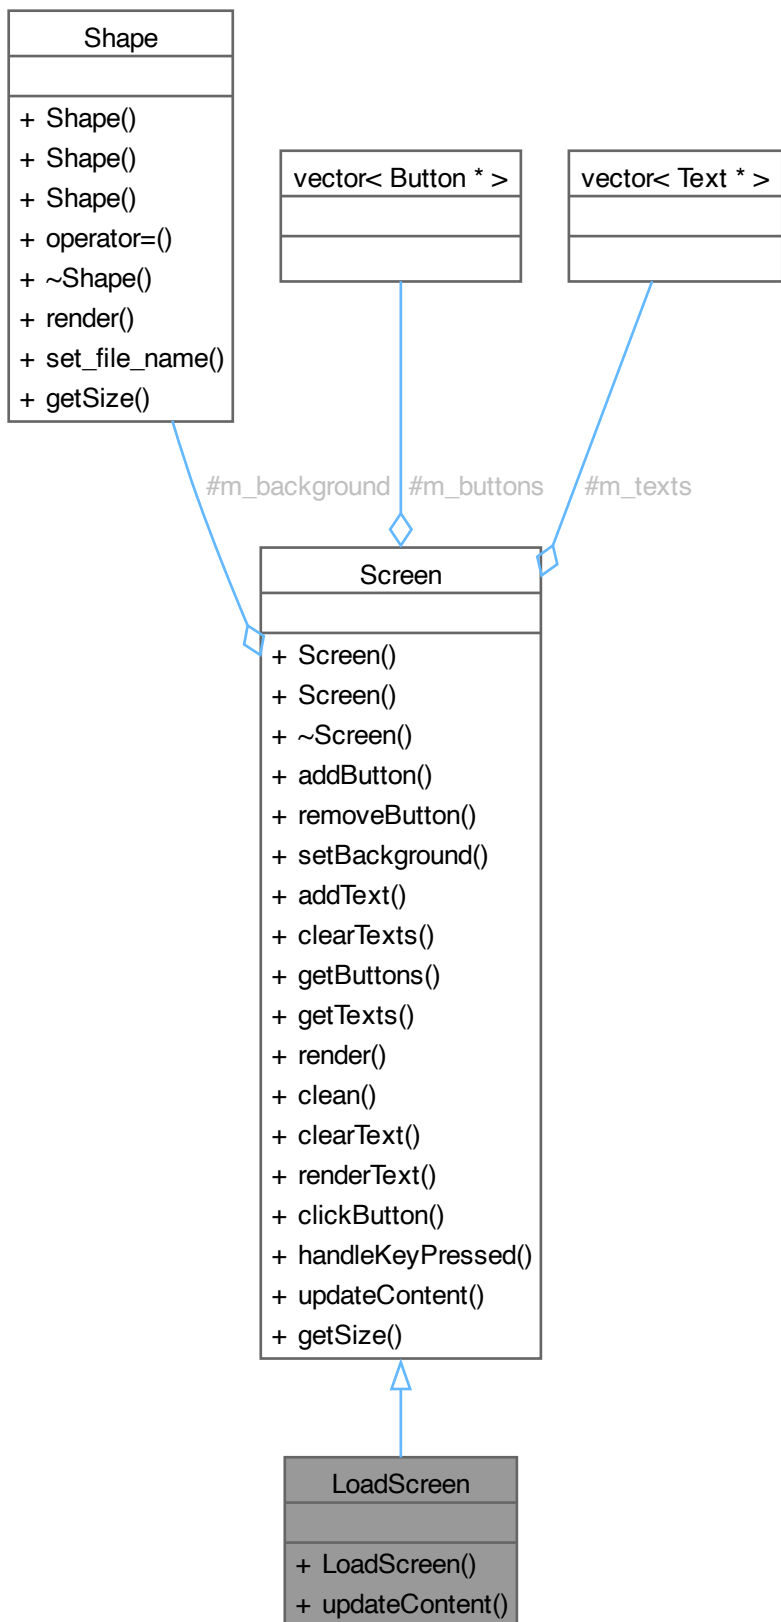 Shape
+ Shape()
+ Shape()
+ Shape()
+ operator=()
+ ~Shape()
+ render()
+ set_file_name()
+ getSize()
vector< Button * >
vector< Text * >
#m_background
#m_buttons
#m_texts
Screen
+ Screen()
+ Screen()
+ ~Screen()
+ addButton()
+ removeButton()
+ setBackground()
+ addText()
+ clearTexts()
+ getButtons()
+ getTexts()
+ render()
+ clean()
+ clearText()
+ renderText()
+ clickButton()
+ handleKeyPressed()
+ updateContent()
+ getSize()
LoadScreen
+ LoadScreen()
+ updateContent()